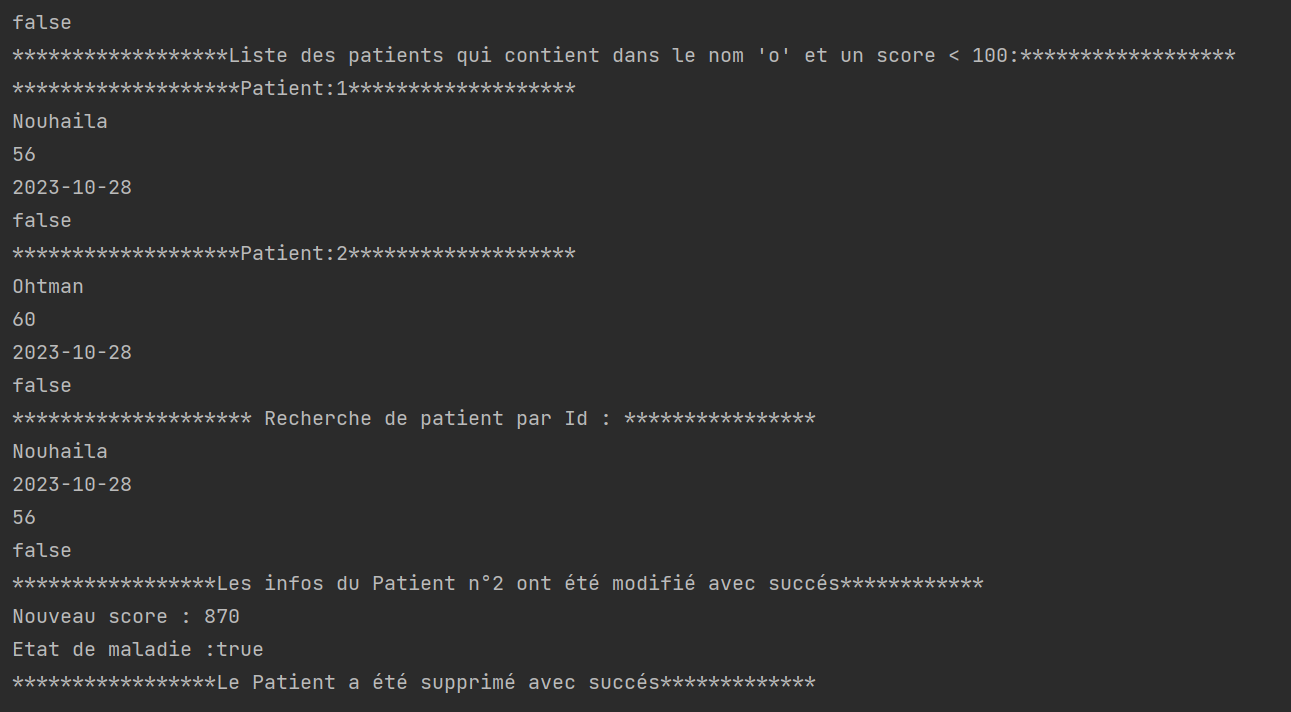 false
******************Liste des patients qui contient dans le nom 'o' et un score < 100:******************
*******************Patient:1*******************
Nouhaila
56
2023-10-28
false
*******************Patient:2*******************
Ohtman
60
2023-10-28
false
******************** Recherche de patient par Id : ****************
Nouhaila
2023-10-28
56
false
*****************Les infos du Patient n°2 ont été modifié avec succés************
Nouveau score : 870
Etat de maladie :true
*****************Le Patient a été supprimé avec succés*************